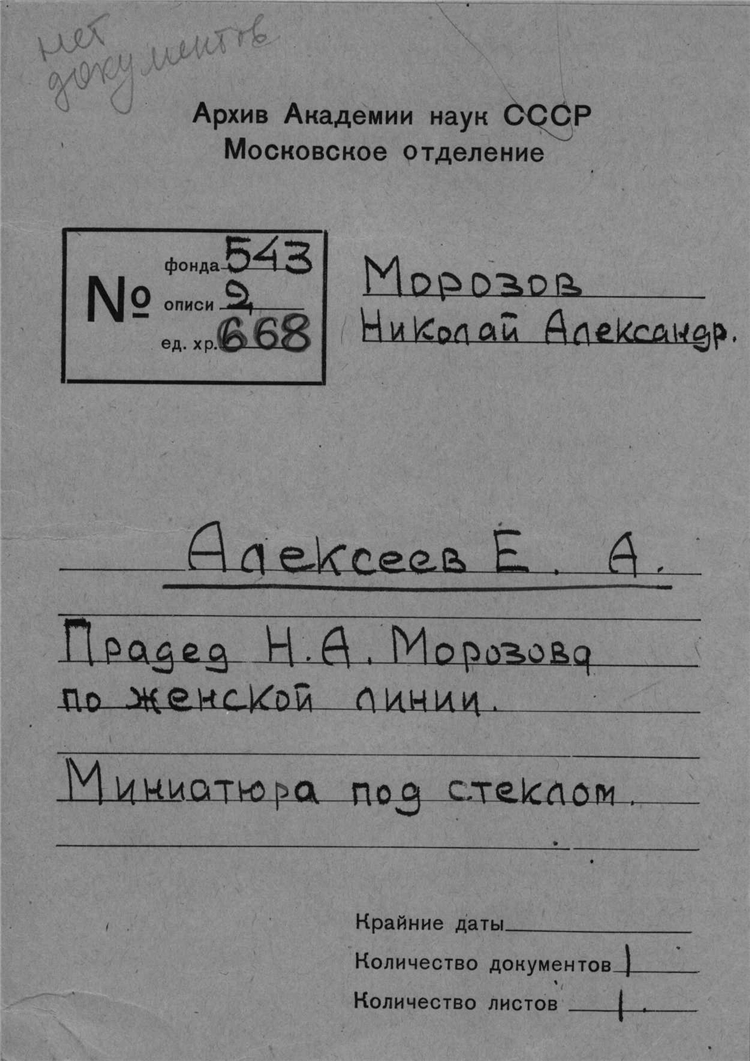 нет
документов
Архив Академии наук СССР
Московское отделение
№
фонда 543
описи 2
ед. хр. 668
Морозов
Николай Александр.
Алексеев Е. А.
Прадед Н.А. Морозова
по женской линии.
Миниатюра под стеклом.
Крайние даты
Количество документов 1
Количество листов 1.